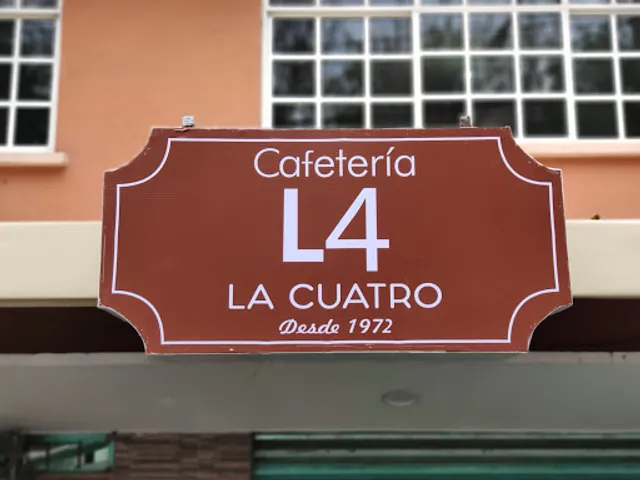 Cafetería
L4
LA CUATRO
Desde 1972